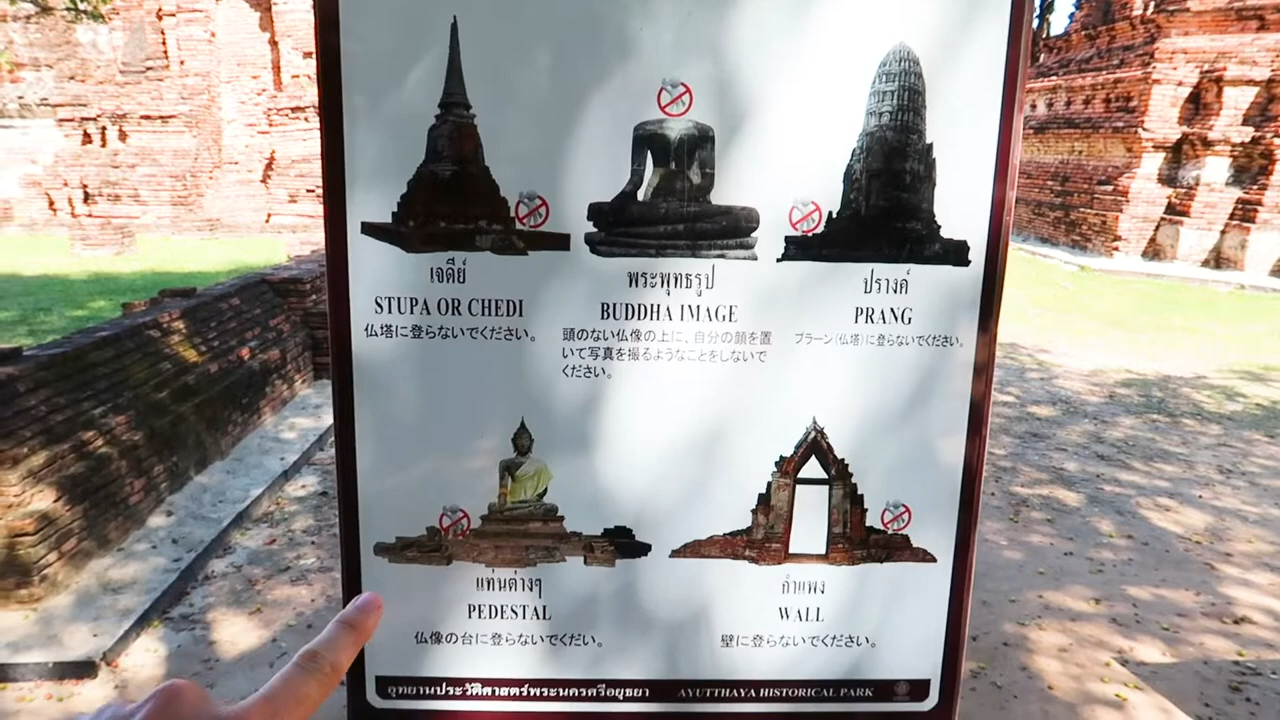 เจดีย์
STUPA OR CHEDI
仏塔に登らないでください。
พระพุทธรูป
BUDDHA IMAGE
頭のない仏像の上に、自分の顔を置
いて写真を撮るようなことをしないで
ください。
ปรางค์
PRANG
プラーン(仏塔)に登らないでください。
แท่นต่างๆ
PEDESTAL
仏像の台に登らないでくだい。
กำแพง
WALL
壁に登らないでください。
อุทยานประวัติศาสตร์พระนครศรีอยุธยา AYUTTHAYA HISTORICAL PARK